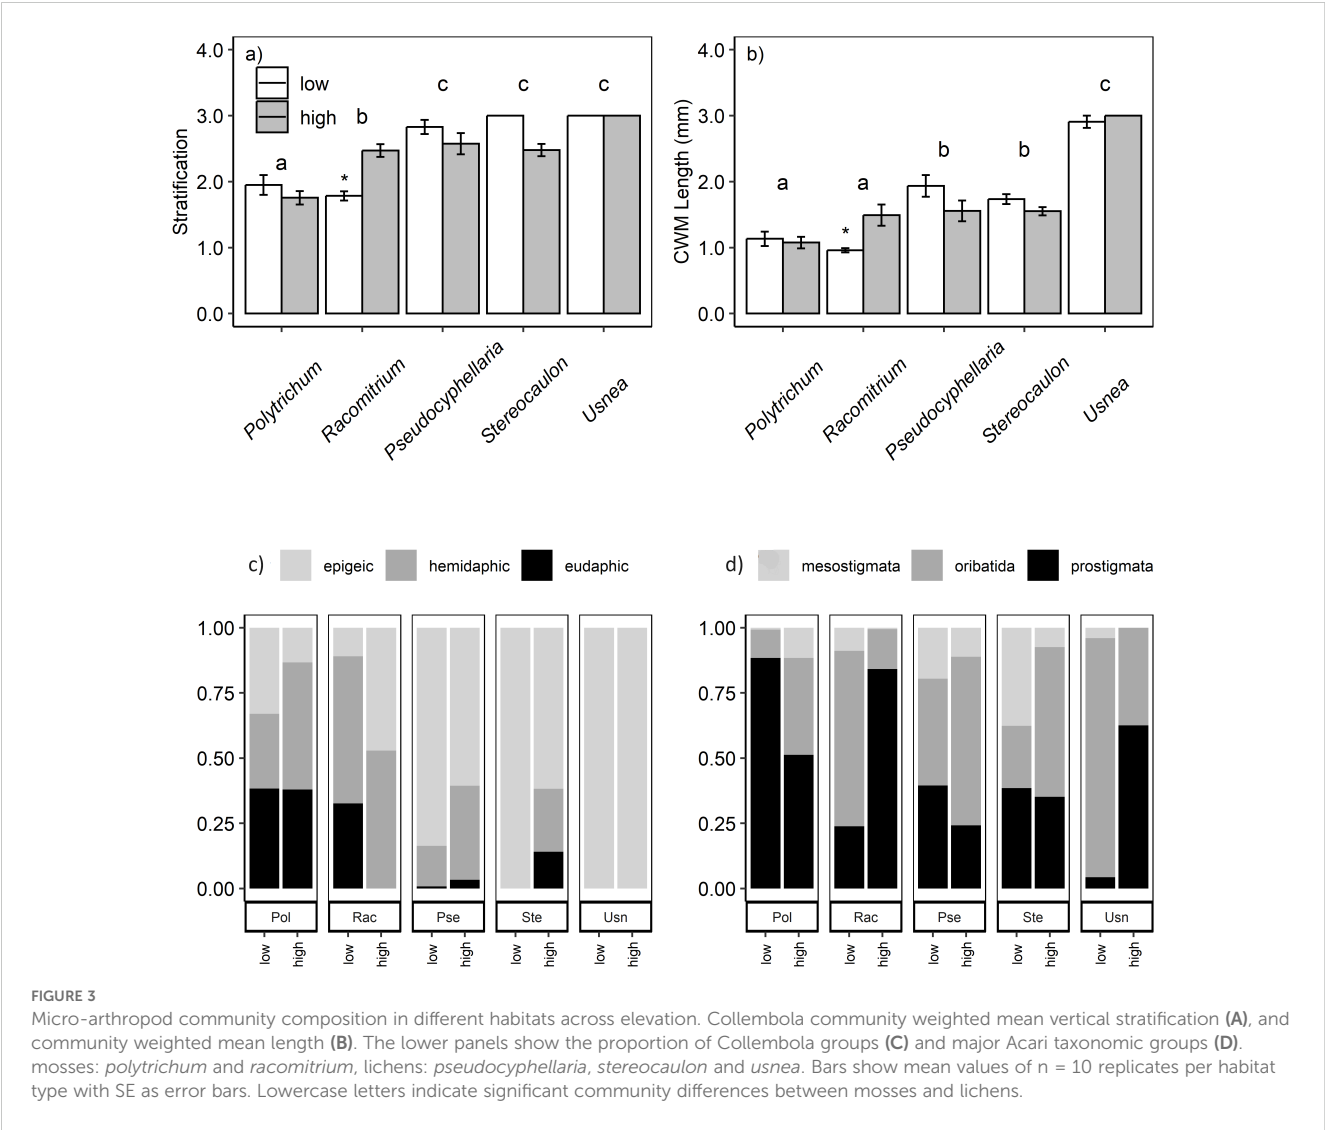 a)
low
high
Stratification
4.0
3.0
2.0
1.0
0.0
a
b
c
c
c
*
Polytrichum
Racomitrium
Pseudocyphellaria
Stereocaulon
Usnea
b)
CWM Length (mm)
4.0
3.0
2.0
1.0
0.0
a
a
b
b
c
*
Polytrichum
Racomitrium
Pseudocyphellaria
Stereocaulon
Usnea
c) epigeic hemidaphic eudaphic
1.00
0.75
0.50
0.25
0.00
Pol Rac Pse Ste Usn
low high low high low high low high low high
d) mesostigmata oribatida prostigmata
1.00
0.75
0.50
0.25
0.00
Pol Rac Pse Ste Usn
low high low high low high low high low high
FIGURE 3
Micro-arthropod community composition in different habitats across elevation. Collembola community weighted mean vertical stratification (A), and
community weighted mean length (B). The lower panels show the proportion of Collembola groups (C) and major Acari taxonomic groups (D).
mosses: polytrichum and racomitrium, lichens: pseudocyphellaria, stereocaulon and usnea. Bars show mean values of n = 10 replicates per habitat
type with SE as error bars. Lowercase letters indicate significant community differences between mosses and lichens.